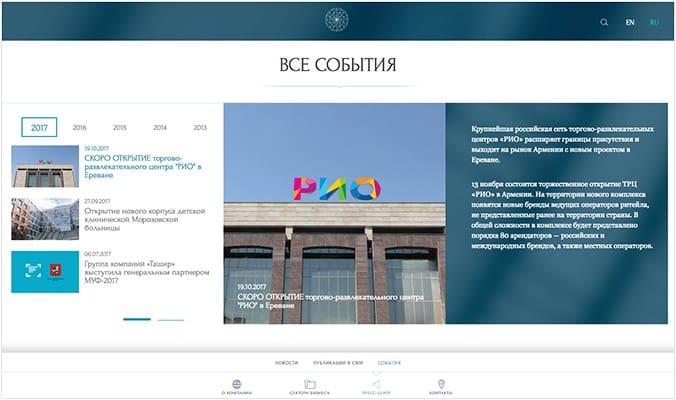 EN
RU
ВСЕ СОБЫТИЯ
2017
2016
2015
2014
2013
19.10.2017
СКОРО ОТКРЫТИЕ торгово-
развлекательного центра "РИО" в
Ереване
27.09.2017
Открытие нового корпуса детской
клинической Морозовской
больницы
06.07.2017
Группа компаний «Ташир»
выступила генеральным партнером
МУФ-2017
РИО
19.10.2017
СКОРО ОТКРЫТИЕ торгово-развлекательного центра
"РИО" в Ереване
Крупнейшая российская сеть торгово-развлекательных
центров «РИО» расширяет границы присутствия и
выходит на рынок Армении с новым проектом в
Ереване.
13 ноября состоится торжественное открытие ТРЦ
«РИО» в Армении. На территории нового комплекса
появятся новые бренды ведущих операторов ритейла,
не представленные ранее на территории страны. В
общей сложности в комплексе будет представлено
порядка 80 арендаторов – российских и
международных брендов, а также местных операторов.
НОВОСТИ
ПУБЛИКАЦИИ В СМИ
СОБЫТИЯ
О КОМПАНИИ
СЕКТОРА БИЗНЕСА
ПРЕСС-ЦЕНТР
КОНТАКТЫ